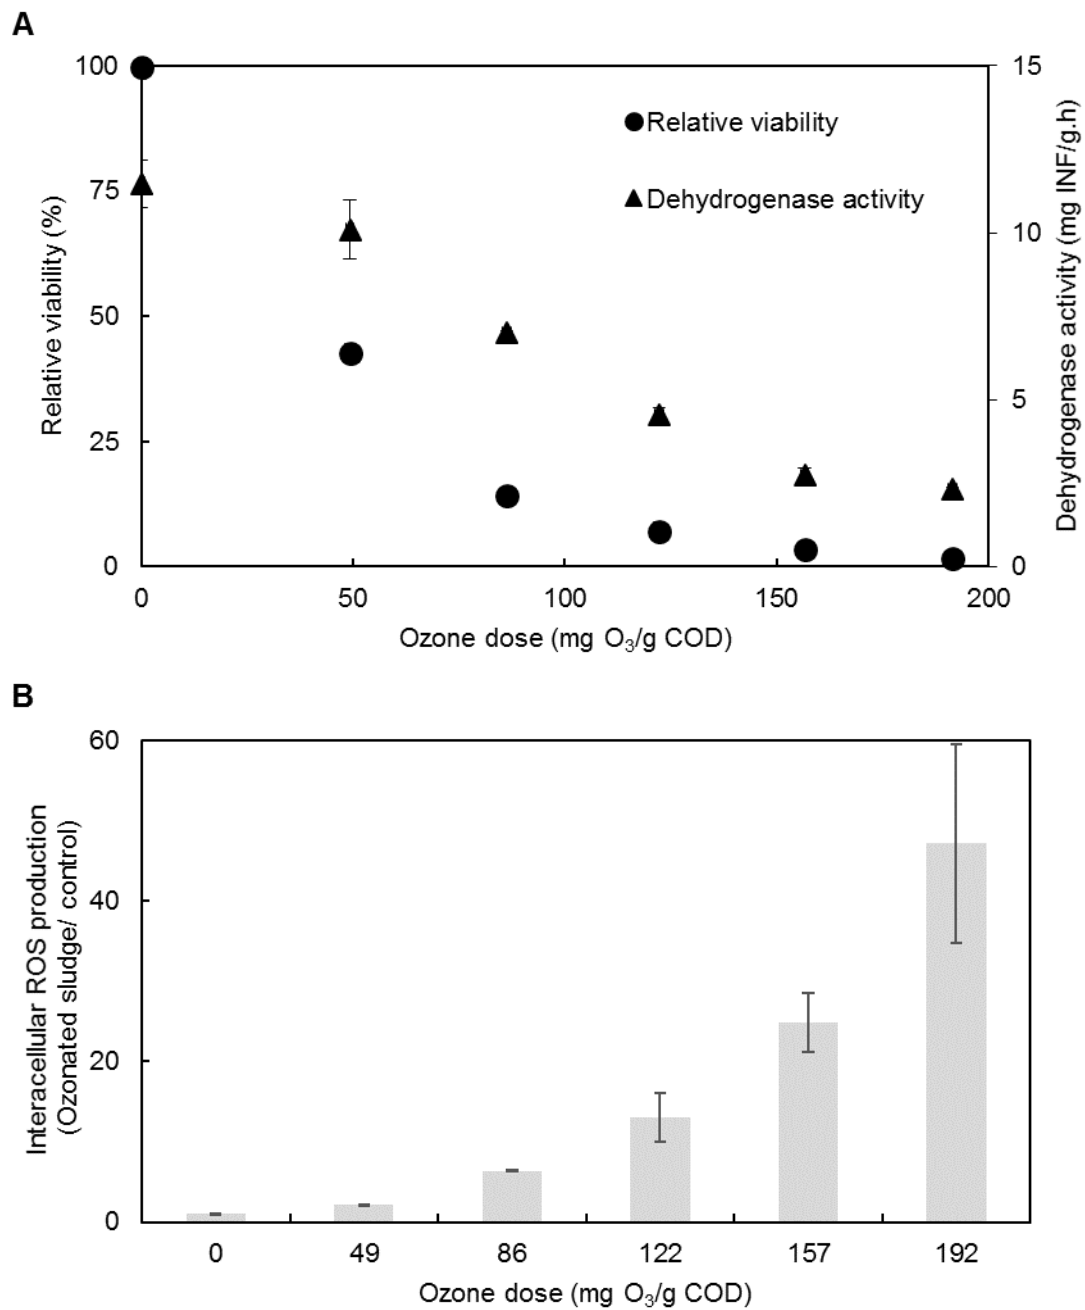 A
100
75
50
25
0
Relative viability (%)
15
10
5
0
Dehydrogenase activity (mg INF/g.h)
Relative viability
Dehydrogenase activity
0 50 100 150 200
Ozone dose (mg O₃/g COD)
B
60
40
20
0
Interacellular ROS production
(Ozonated sludge/ control)
0 49 86 122 157 192
Ozone dose (mg O₃/g COD)